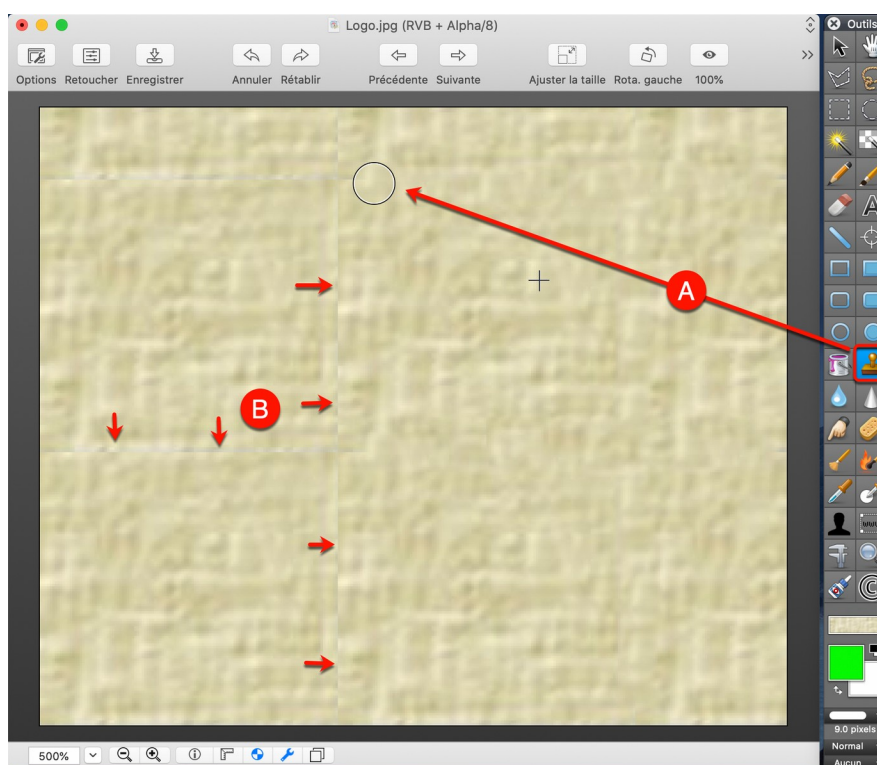 Logo.jpg (RVB + Alpha/8)
Outils
Options Retoucher Enregistrer Annuler Rétablir Précédente Suivante Ajuster la taille Rota. gauche 100%
A
B
A
9.0 pixels
Normal
Aucun
500%